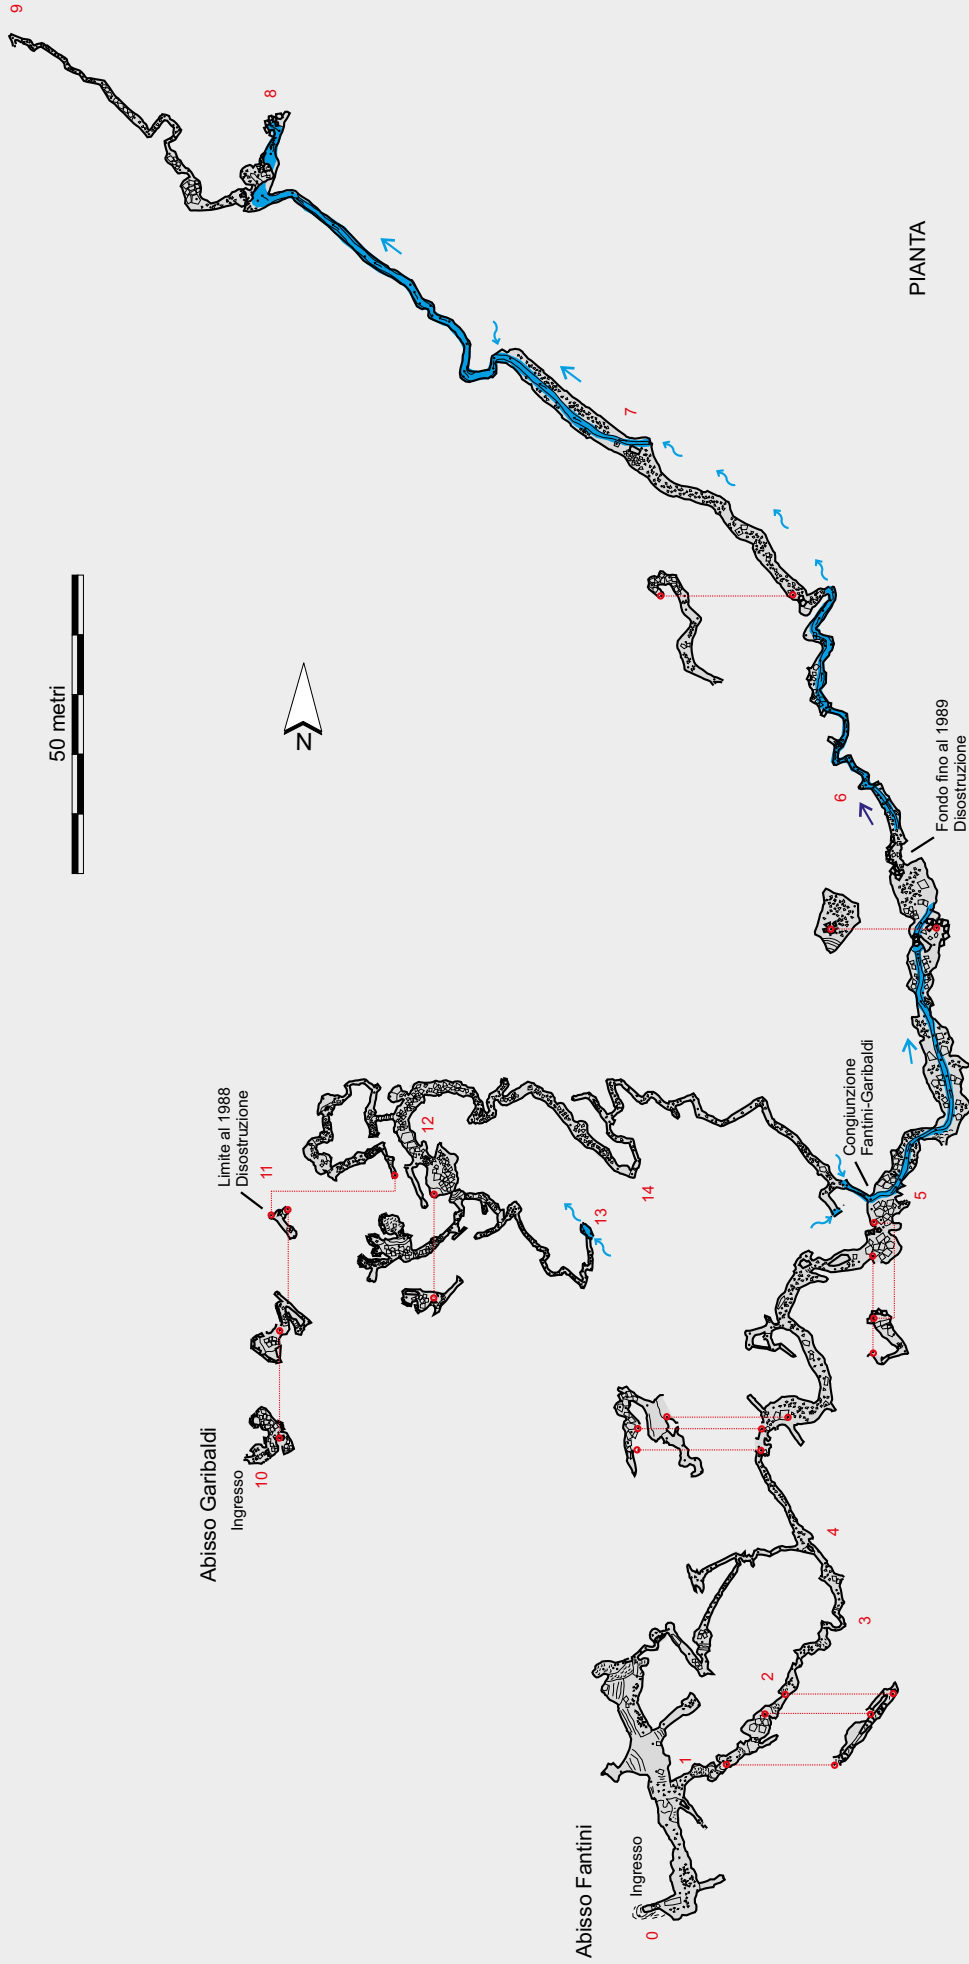 Abisso Fantini
Ingresso
0
1
2
3
4
5
Congiunzione
Fantini-Garibaldi
Fondo fino al 1989
Disostruzione
6
7
8
9
Abisso Garibaldi
Ingresso
10
Limite al 1988
Disostruzione
11
12
13
14
50 metri
N
PIANTA